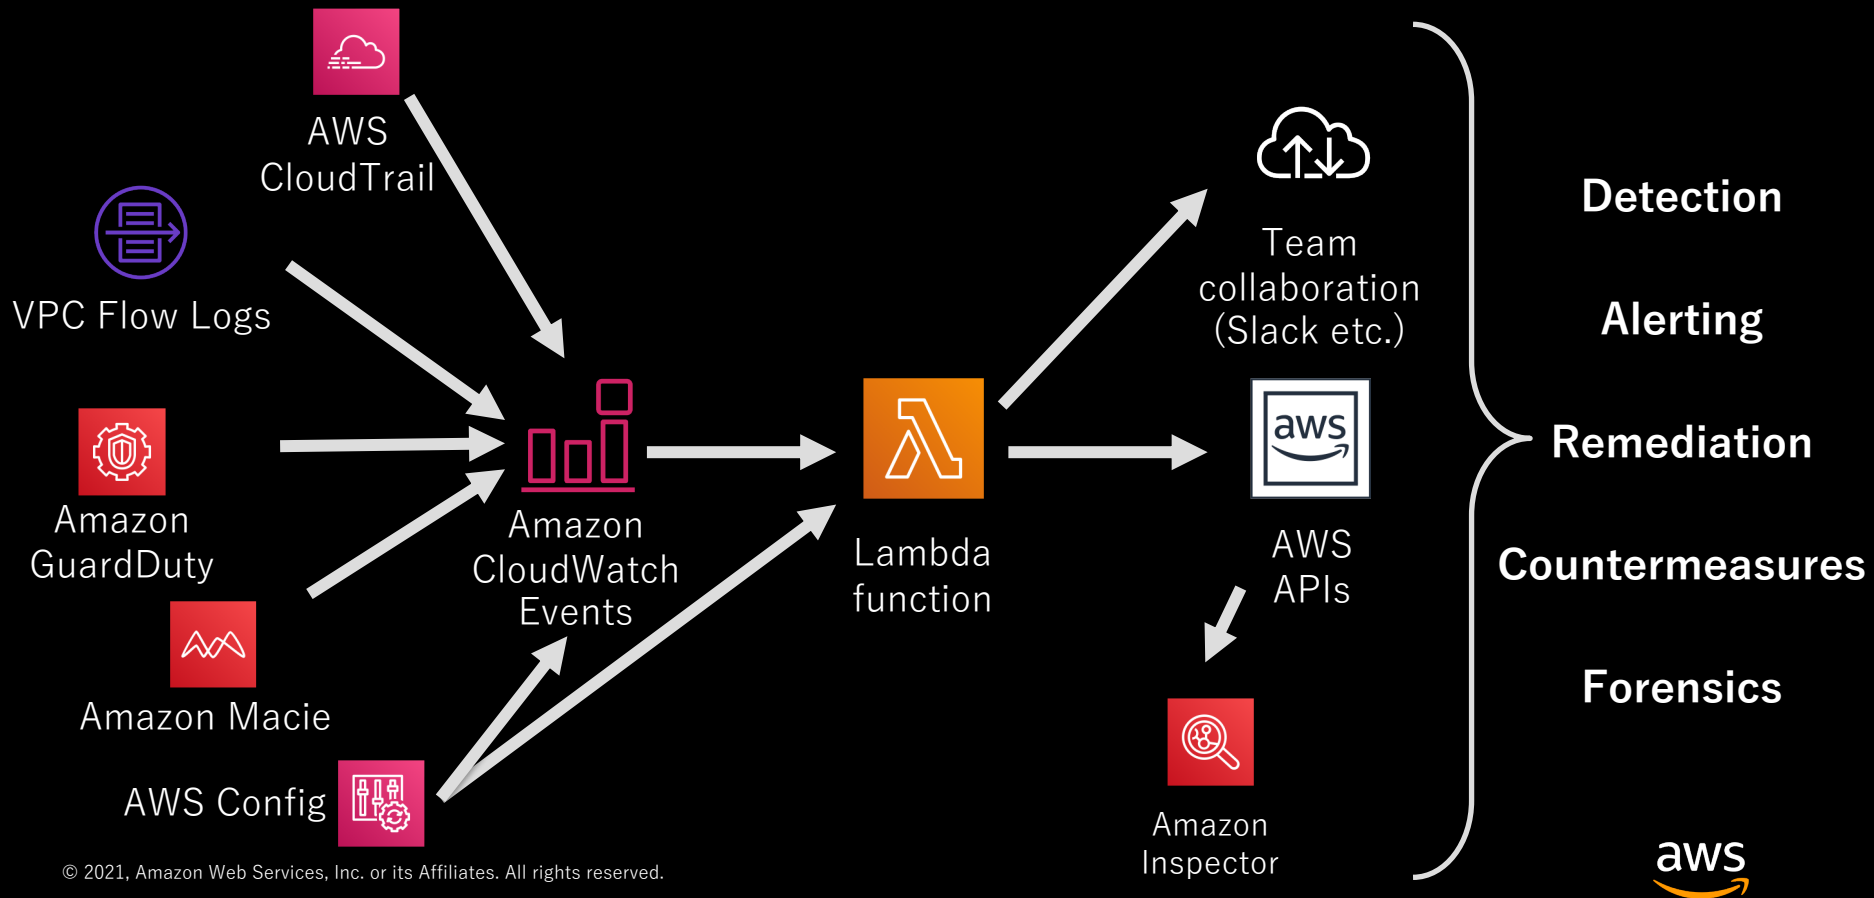 AWS
CloudTrail
VPC Flow Logs
Amazon
GuardDuty
Amazon Macie
AWS Config
Amazon
CloudWatch
Events
Lambda
function
Team
collaboration
(Slack etc.)
aws
AWS
APIs
Amazon
Inspector
Detection
Alerting
Remediation
Countermeasures
Forensics
© 2021, Amazon Web Services, Inc. or its Affiliates. All rights reserved.
aws